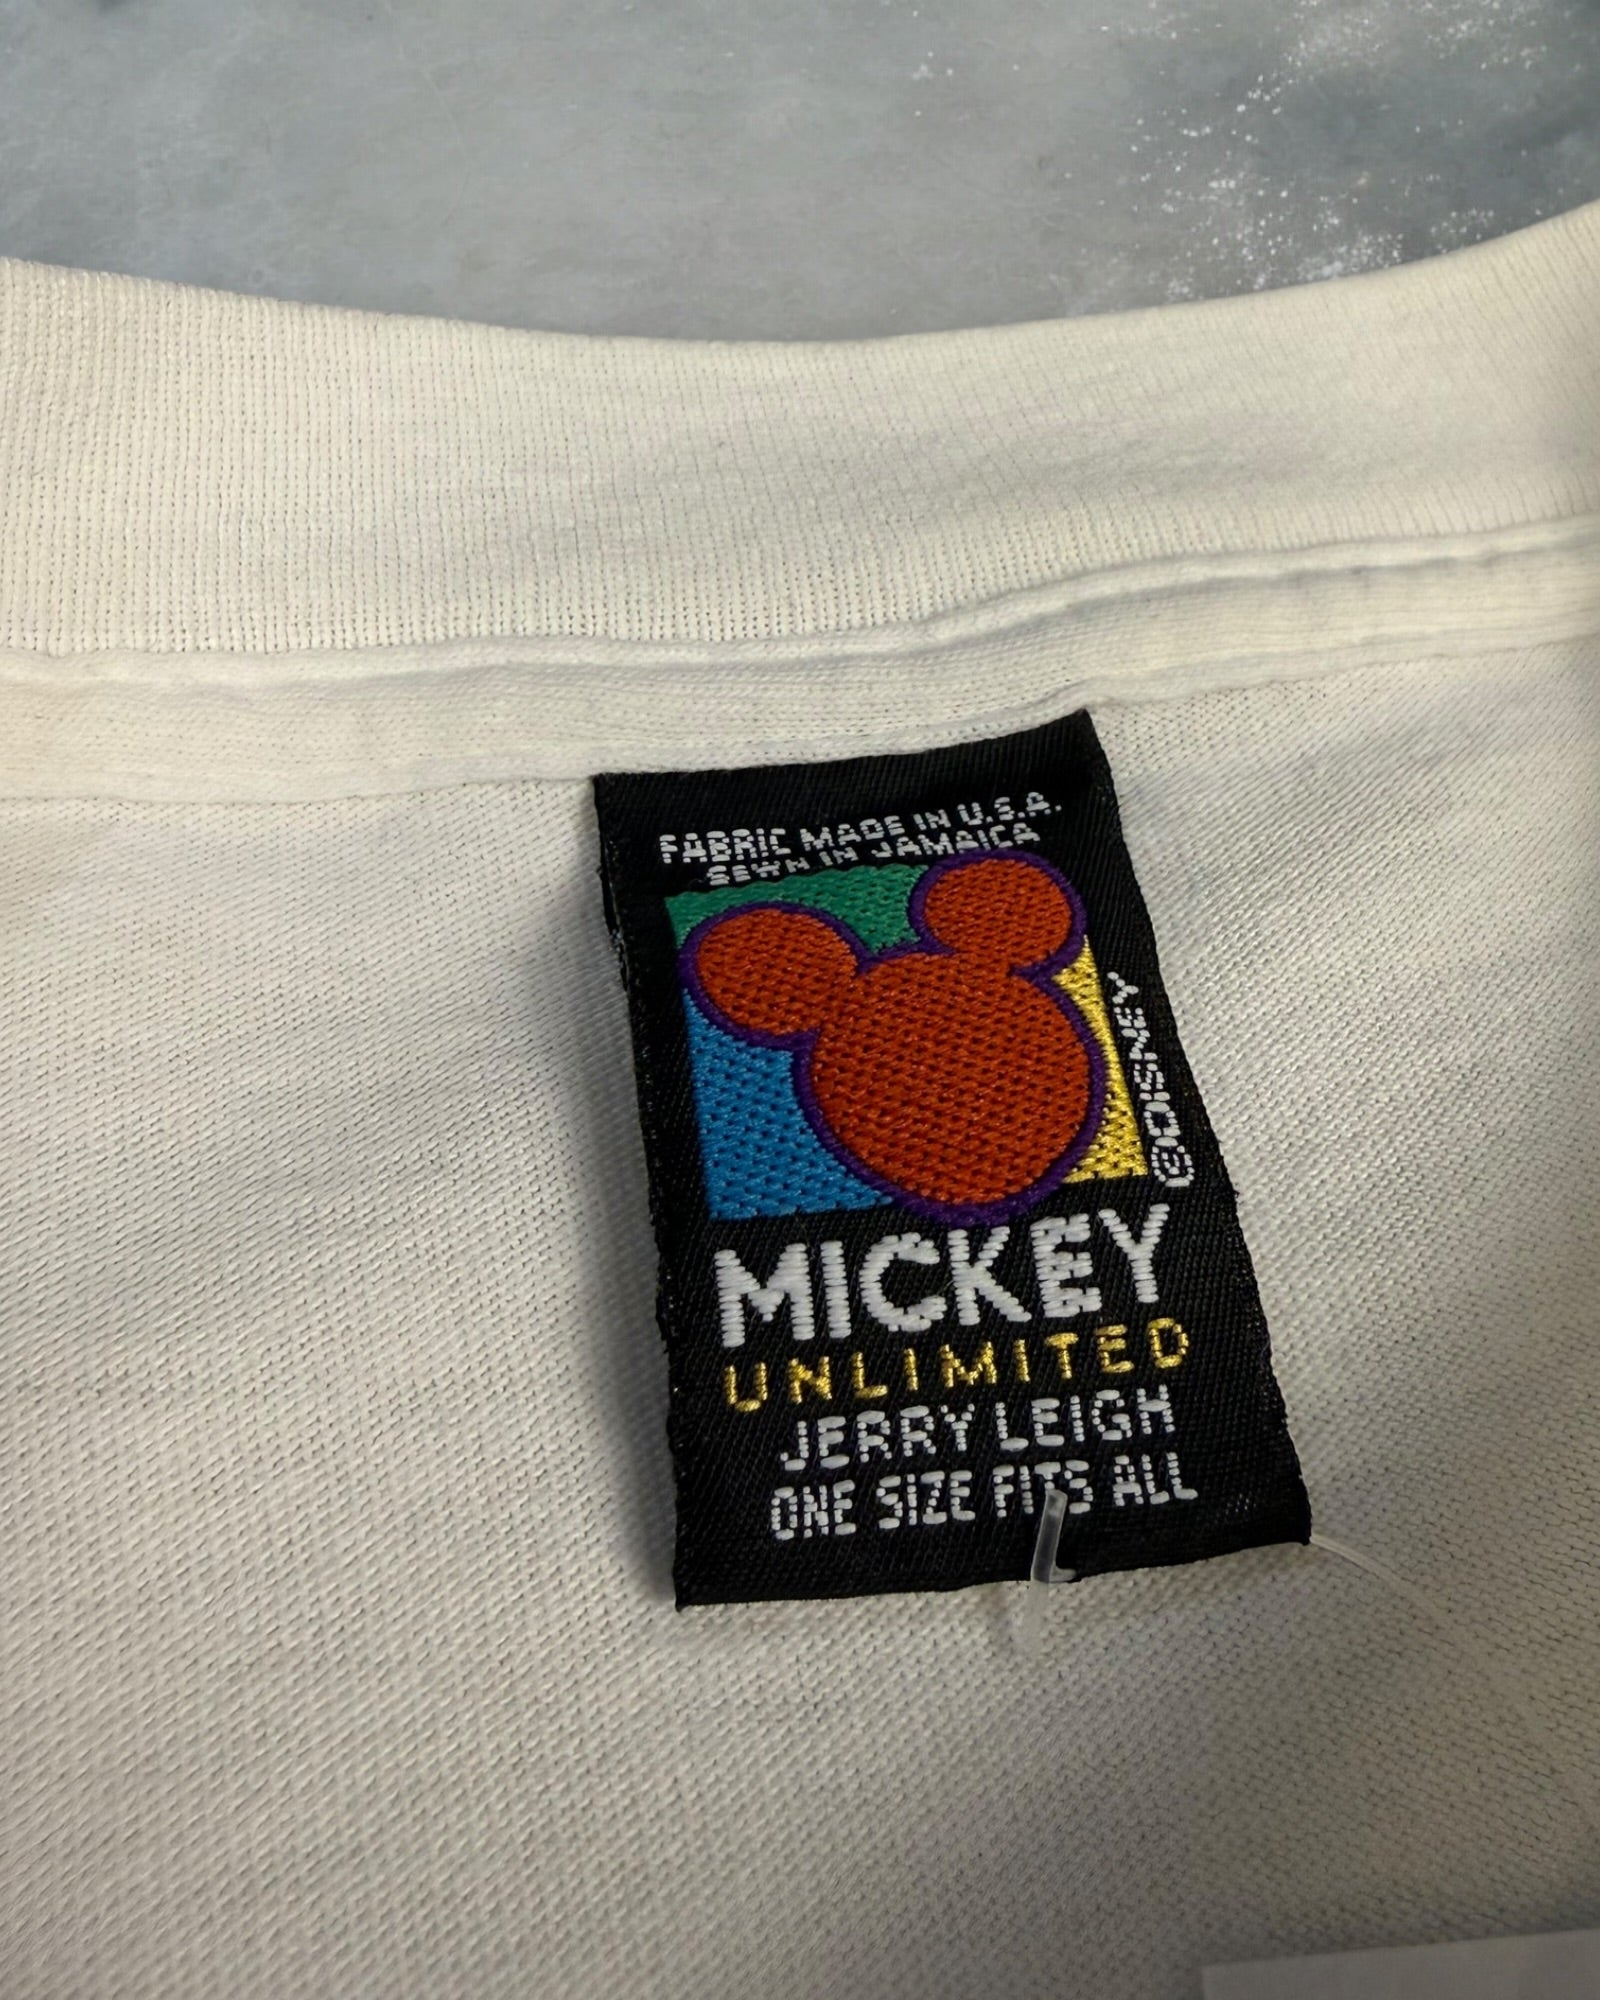 FABRIC MADE IN U.S.A.
SEWN IN JAMAICA
©DISNEY
MICKEY
UNLIMITED
JERRY LEIGH
ONE SIZE FITS ALL